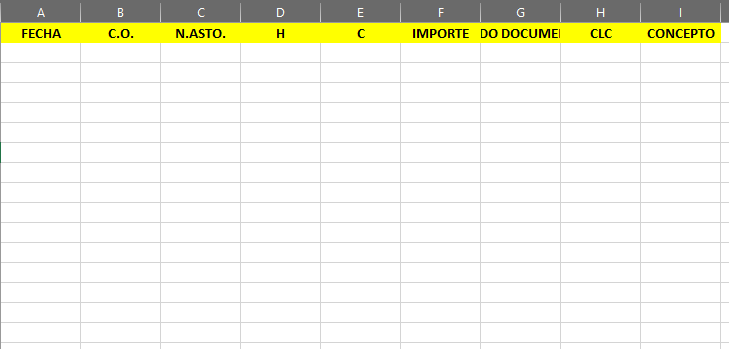 A B C D E F G H I
FECHA C.O. N.ASTO. H C IMPORTE DO DOCUME CLC CONCEPTO